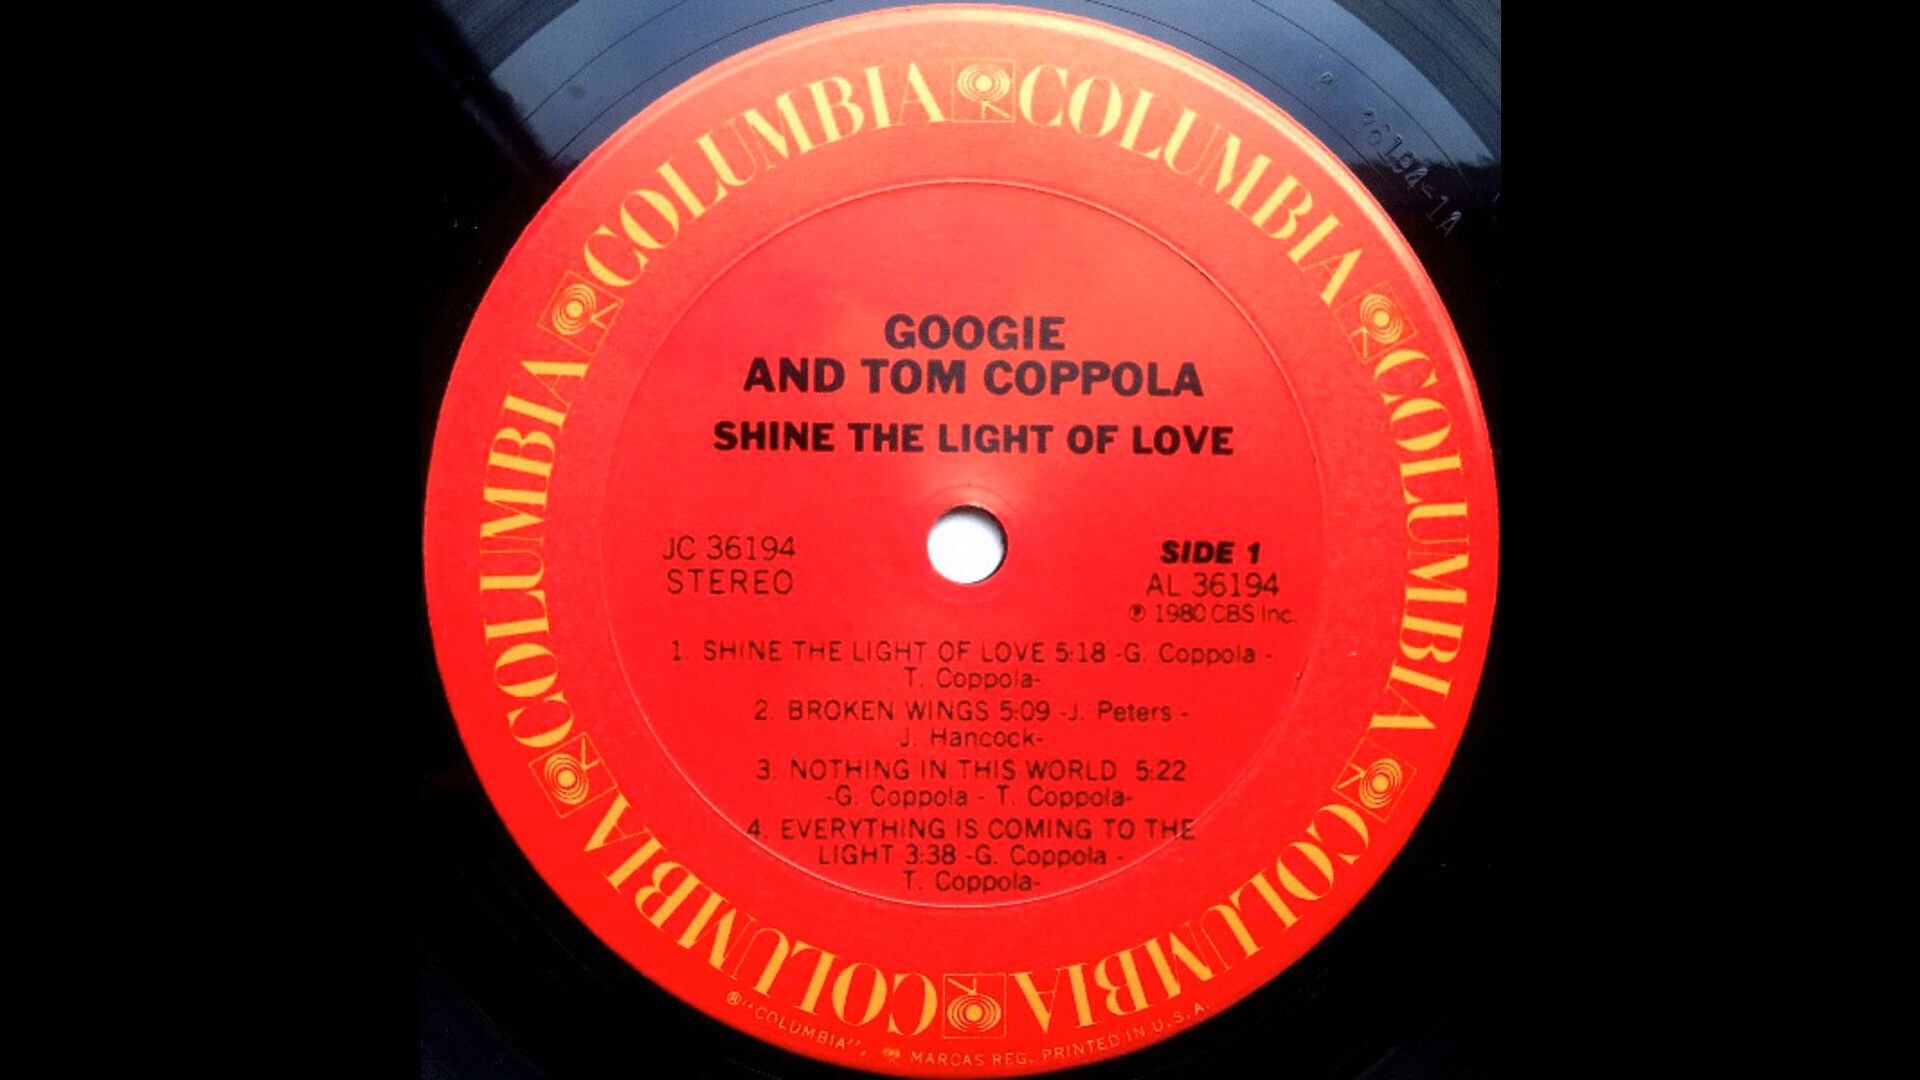 COLUMBIA COLUMBIA COLUMBIA COLUMBIA COLUMBIA COLUMBIA
GOOGIE
AND TOM COPPOLA
SHINE THE LIGHT OF LOVE
JC 36194
STEREO
SIDE 1
AL 36194
℗ 1980 CBS Inc.
1. SHINE THE LIGHT OF LOVE 5:18 -G. Coppola -
T. Coppola-
2. BROKEN WINGS 5:09 -J. Peters -
J. Hancock-
3. NOTHING IN THIS WORLD 5:22
-G. Coppola - T. Coppola-
4. EVERYTHING IS COMING TO THE
LIGHT 3:38 -G. Coppola -
T. Coppola-
® "COLUMBIA", MARCAS REG. PRINTED IN U.S.A.